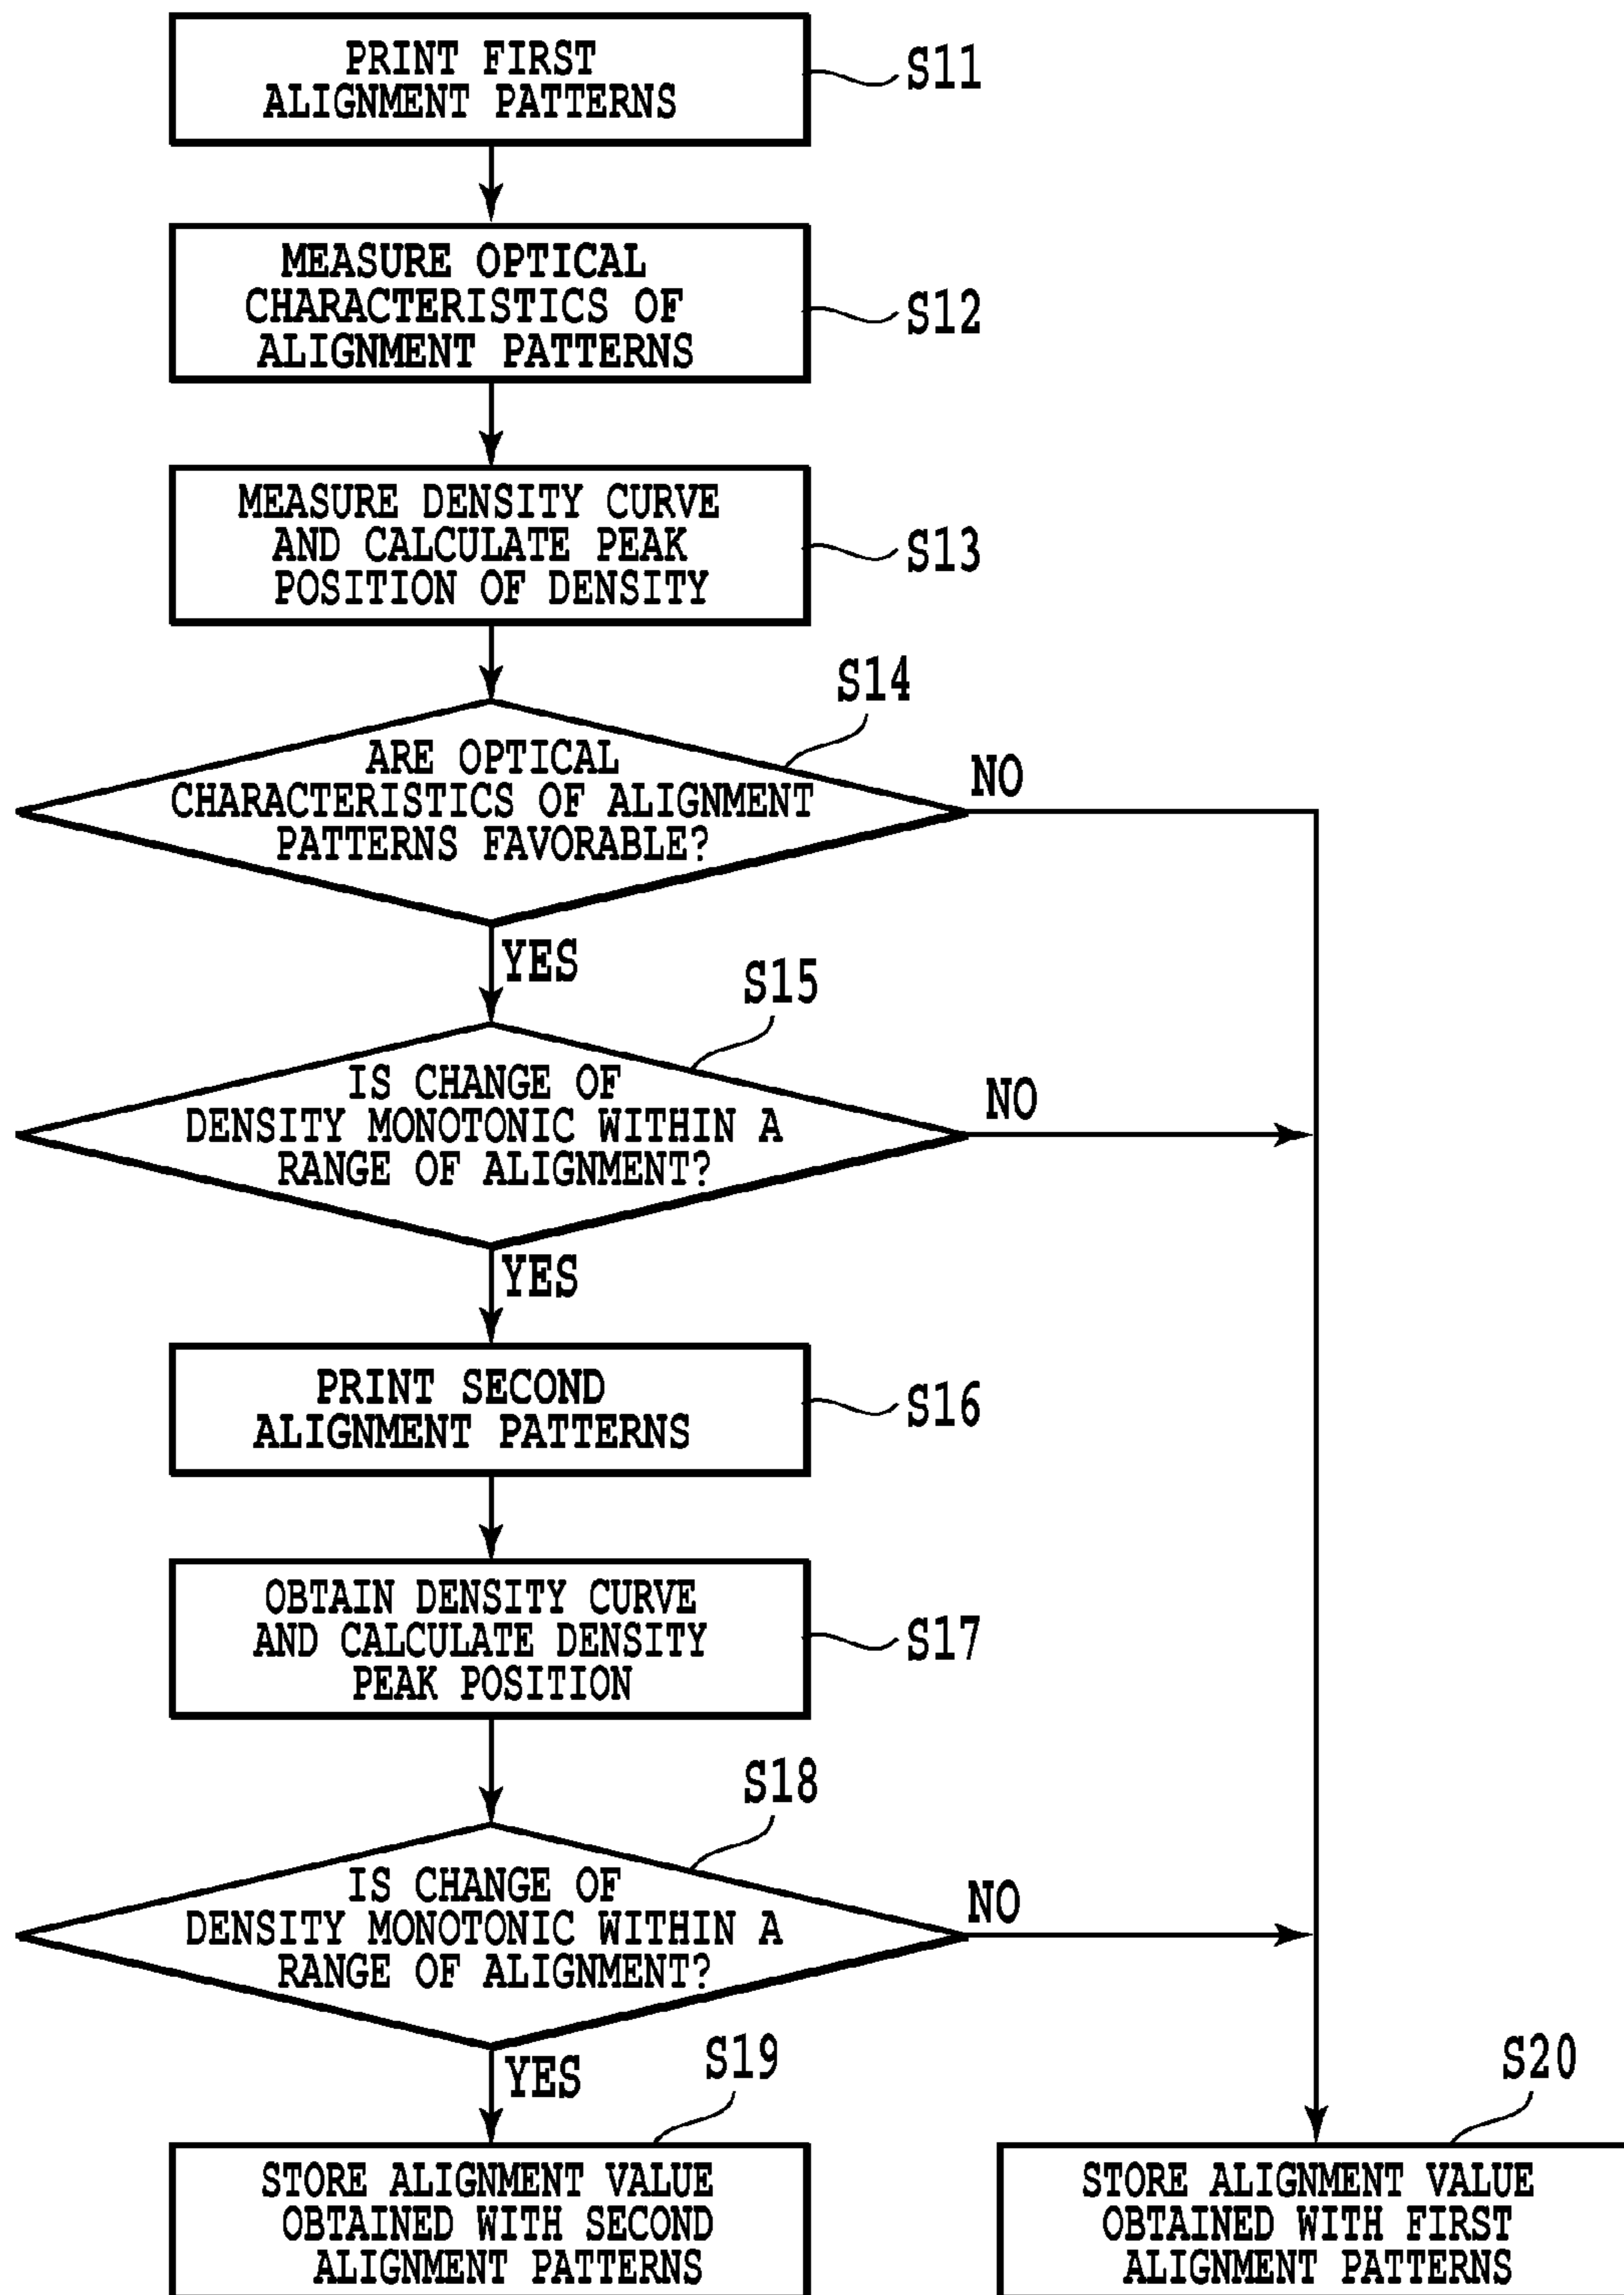 PRINT FIRST
ALIGNMENT PATTERNS
S11
MEASURE OPTICAL
CHARACTERISTICS OF
ALIGNMENT PATTERNS
S12
MEASURE DENSITY CURVE
AND CALCULATE PEAK
POSITION OF DENSITY
S13
S14
ARE OPTICAL
CHARACTERISTICS OF ALIGNMENT
PATTERNS FAVORABLE?
NO
YES
S15
IS CHANGE OF
DENSITY MONOTONIC WITHIN A
RANGE OF ALIGNMENT?
NO
YES
PRINT SECOND
ALIGNMENT PATTERNS
S16
OBTAIN DENSITY CURVE
AND CALCULATE DENSITY
PEAK POSITION
S17
S18
IS CHANGE OF
DENSITY MONOTONIC WITHIN A
RANGE OF ALIGNMENT?
NO
YES
S19
STORE ALIGNMENT VALUE
OBTAINED WITH SECOND
ALIGNMENT PATTERNS
S20
STORE ALIGNMENT VALUE
OBTAINED WITH FIRST
ALIGNMENT PATTERNS